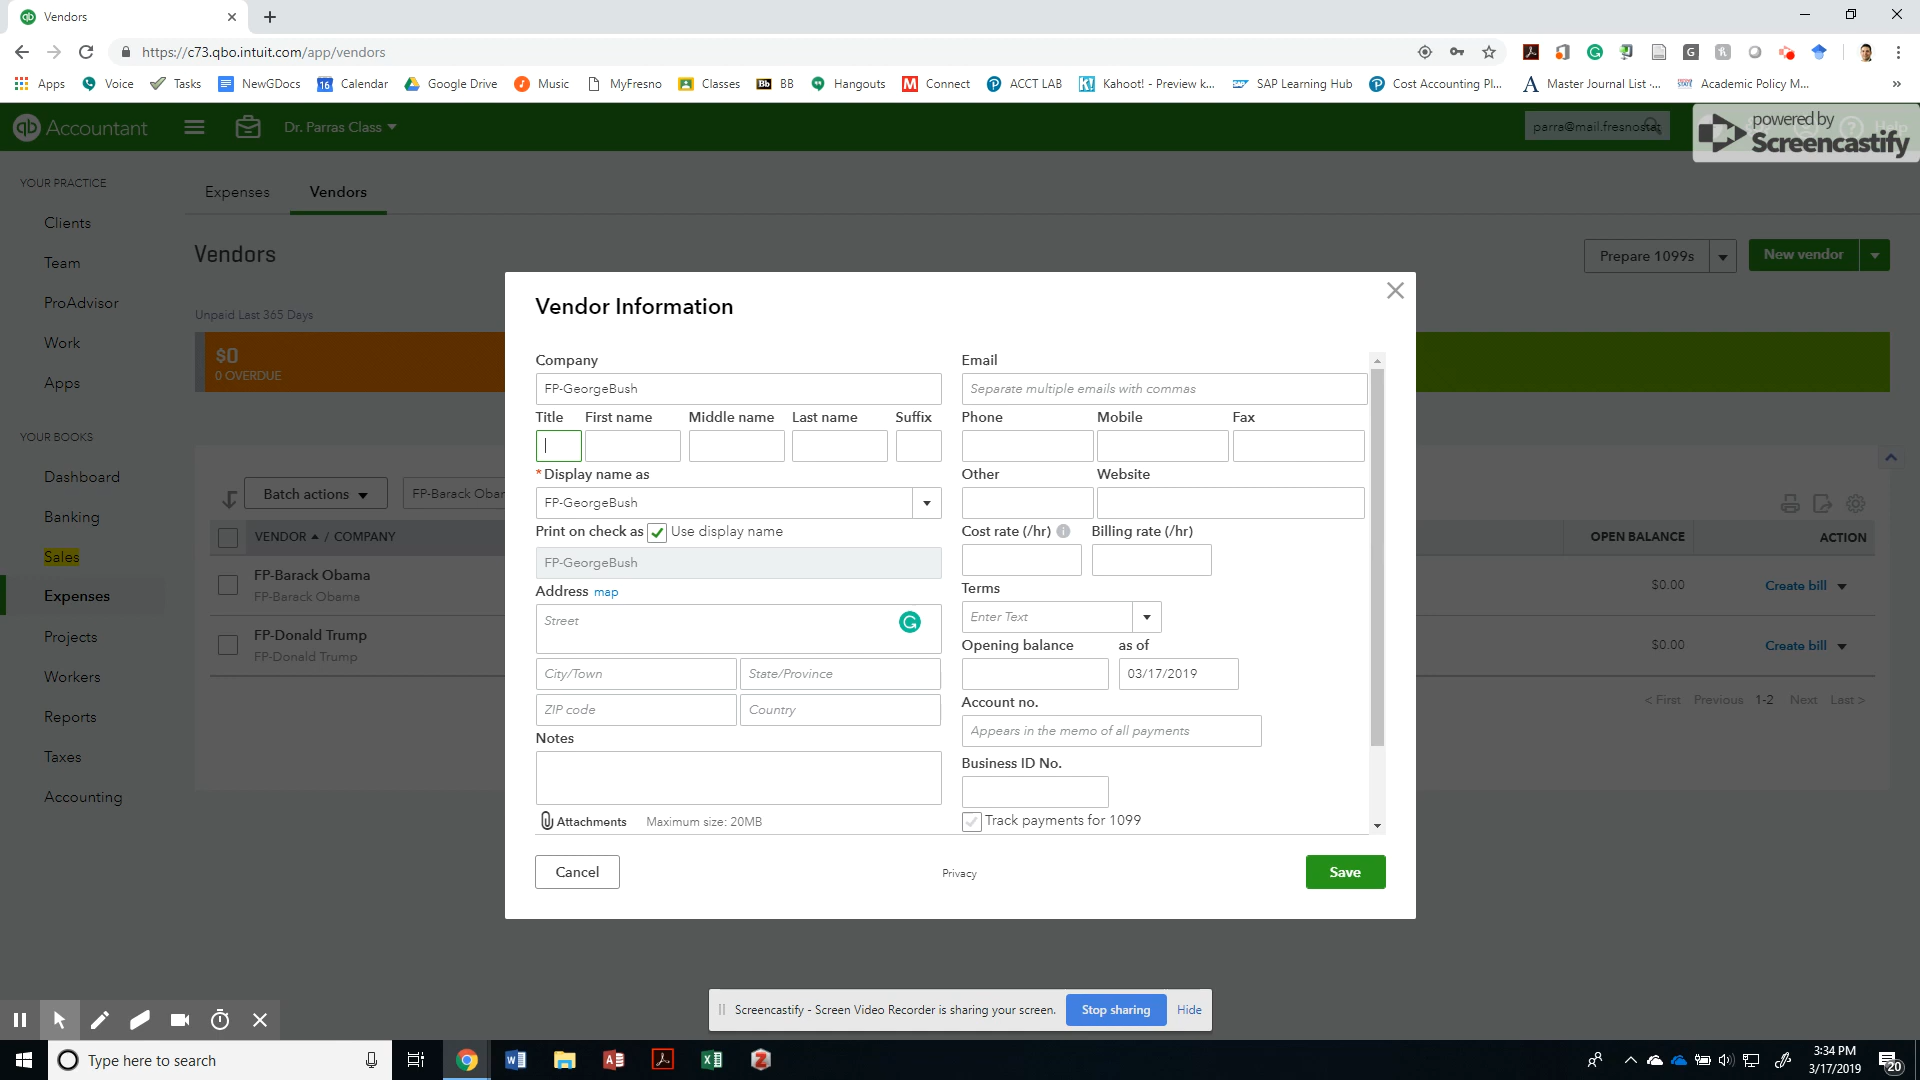 Vendors
https://c73.qbo.intuit.com/app/vendors
Apps Voice Tasks NewGDocs Calendar Google Drive Music MyFresno Classes BB Hangouts Connect ACCT LAB Kahoot! - Preview k... SAP Learning Hub Cost Accounting Pl... Master Journal List -... Academic Policy M... »
qb Accountant Dr. Parras Class parra@mail.fresnostat Help
powered by
Screencastify
YOUR PRACTICE
Clients
Team
ProAdvisor
Work
Apps
YOUR BOOKS
Dashboard
Banking
Sales
Expenses
Projects
Workers
Reports
Taxes
Accounting
Expenses Vendors
Vendors
Prepare 1099s New vendor
Unpaid Last 365 Days
$0
0 OVERDUE
Batch actions FP-Barack Obar
VENDOR / COMPANY OPEN BALANCE ACTION
FP-Barack Obama $0.00 Create bill
FP-Barack Obama
FP-Donald Trump $0.00 Create bill
FP-Donald Trump
< First Previous 1-2 Next Last >
Vendor Information
Company
FP-GeorgeBush
Title First name Middle name Last name Suffix
* Display name as
FP-GeorgeBush
Print on check as Use display name
FP-GeorgeBush
Address map
Street
City/Town State/Province
ZIP code Country
Notes
Attachments Maximum size: 20MB
Email
Separate multiple emails with commas
Phone Mobile Fax
Other Website
Cost rate (/hr) Billing rate (/hr)
Terms
Enter Text
Opening balance as of
03/17/2019
Account no.
Appears in the memo of all payments
Business ID No.
Track payments for 1099
Cancel Privacy Save
Screencastify - Screen Video Recorder is sharing your screen. Stop sharing Hide
Type here to search
3:34 PM
3/17/2019
20